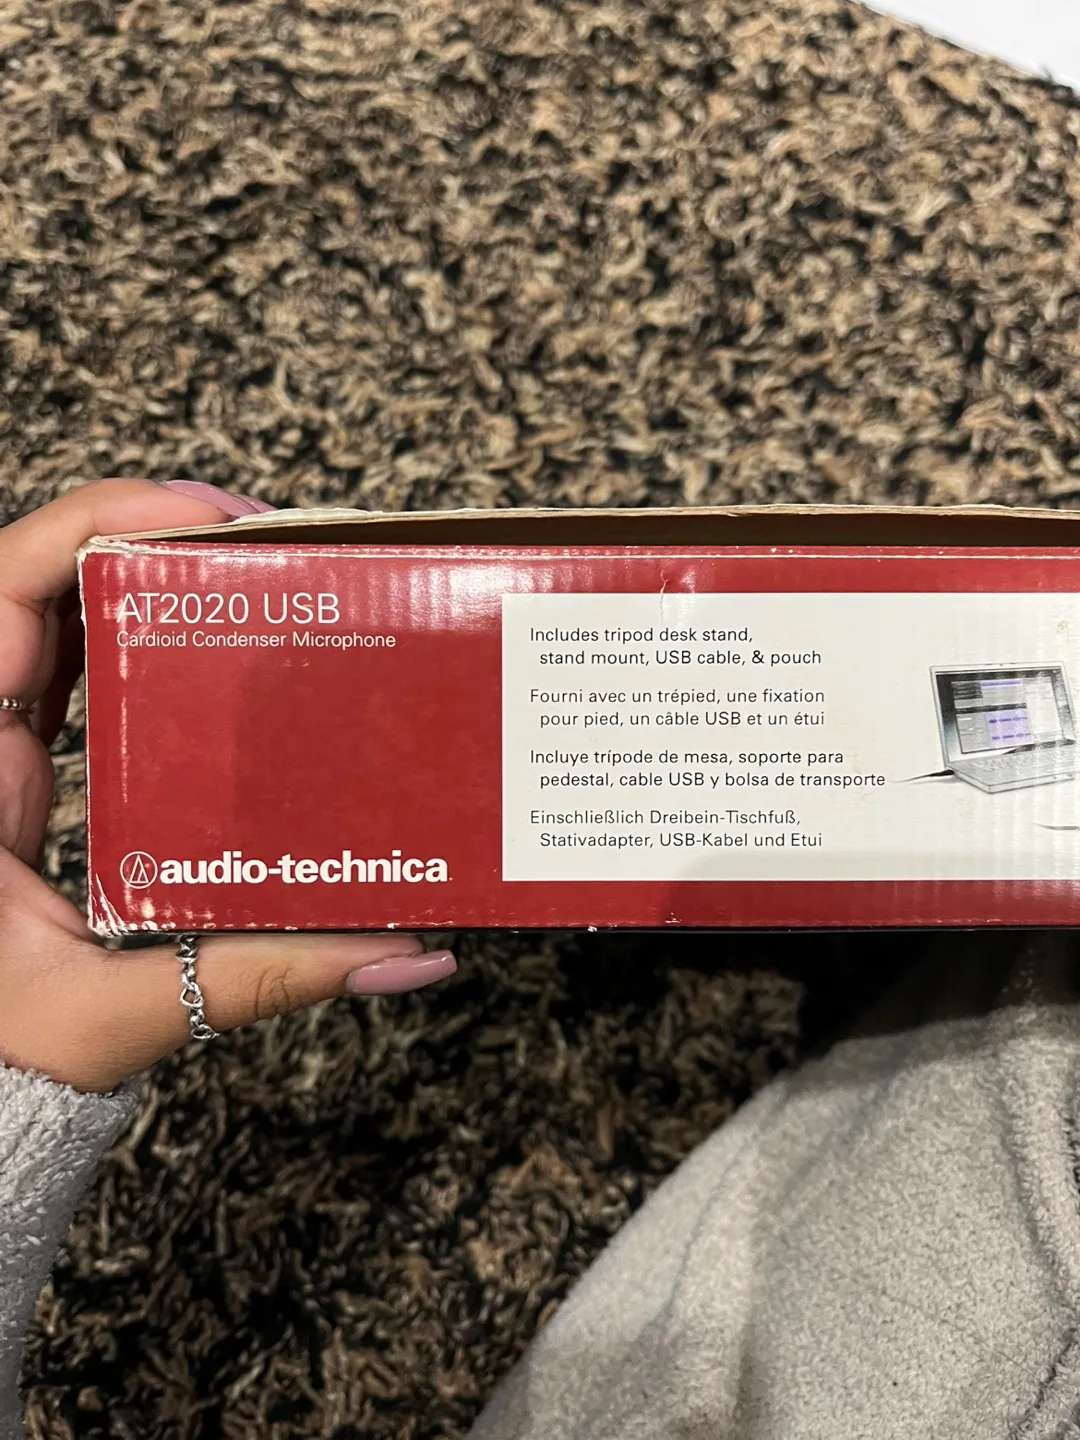 AT2020 USB
Cardioid Condenser Microphone
audio-technica
Includes tripod desk stand,
stand mount, USB cable, & pouch
Fourni avec un trépied, une fixation
pour pied, un câble USB et un étui
Incluye trípode de mesa, soporte para
pedestal, cable USB y bolsa de transporte
Einschließlich Dreibein-Tischfuß,
Stativadapter, USB-Kabel und Etui